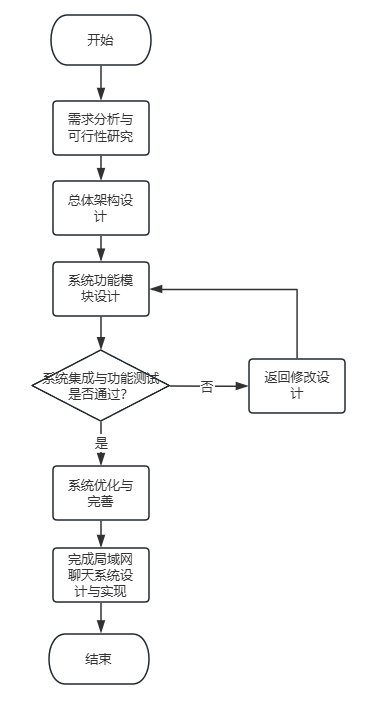 开始
需求分析与
可行性研究
总体架构设
计
系统功能模
块设计
系统集成与功能测试
是否通过?
否
返回修改设
计
是
系统优化与
完善
完成局域网
聊天系统设
计与实现
结束